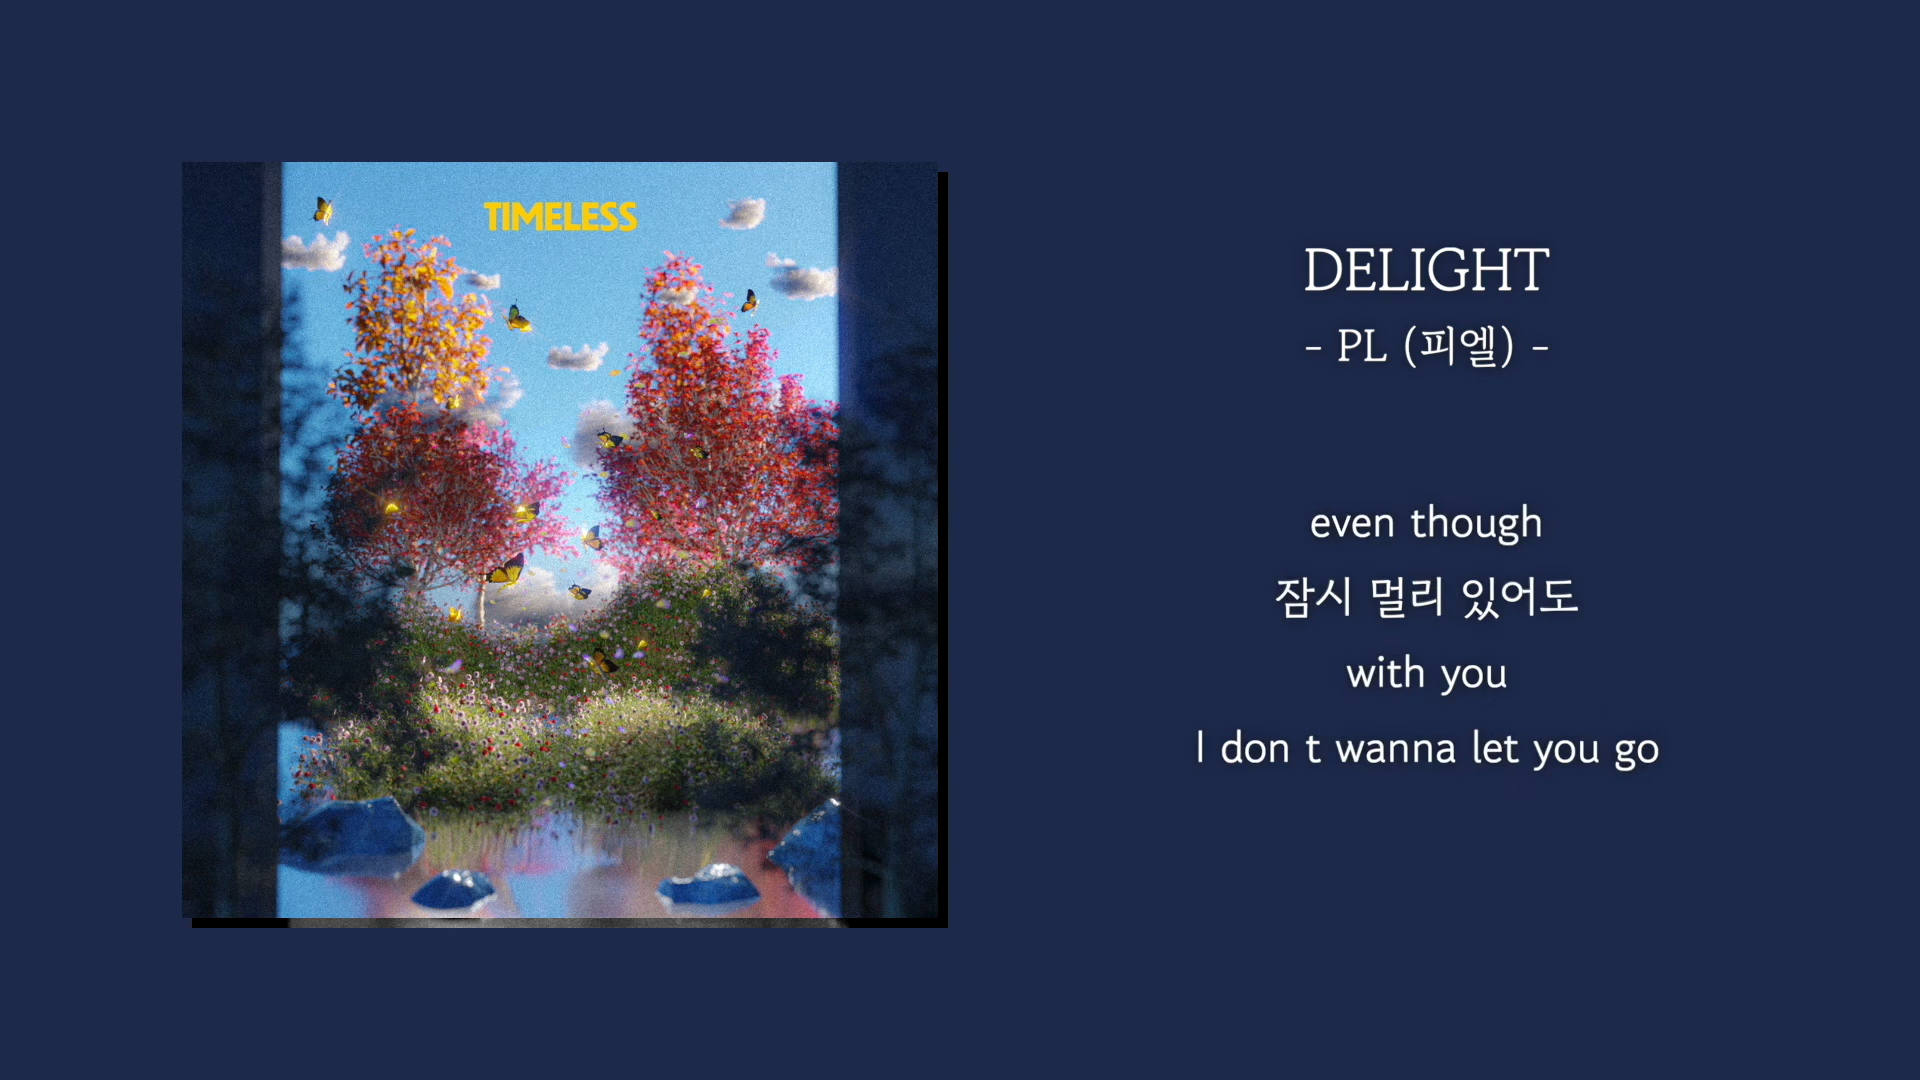 TIMELESS
DELIGHT
- PL (피엘) -
even though
잠시 멀리 있어도
with you
I don t wanna let you go